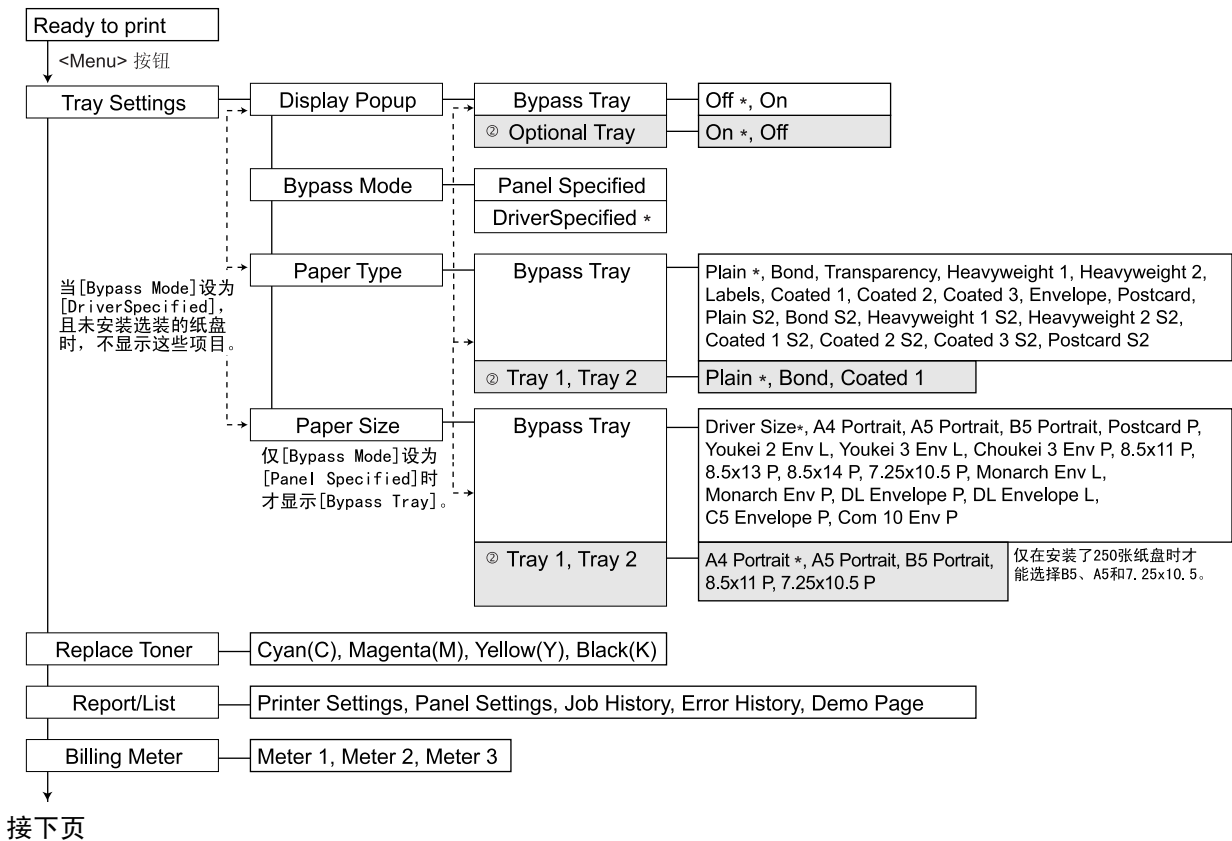 Ready to print
<Menu> 按钮
Tray Settings
Display Popup
Bypass Tray
Off *, On
② Optional Tray
On *, Off
Bypass Mode
Panel Specified
DriverSpecified *
当[Bypass Mode]设为
[DriverSpecified],
且未安装选装的纸盘
时，不显示这些项目。
Paper Type
Bypass Tray
Plain *, Bond, Transparency, Heavyweight 1, Heavyweight 2,
Labels, Coated 1, Coated 2, Coated 3, Envelope, Postcard,
Plain S2, Bond S2, Heavyweight 1 S2, Heavyweight 2 S2,
Coated 1 S2, Coated 2 S2, Coated 3 S2, Postcard S2
② Tray 1, Tray 2
Plain *, Bond, Coated 1
Paper Size
仅[Bypass Mode]设为
[Panel Specified]时
才显示[Bypass Tray]。
Bypass Tray
Driver Size*, A4 Portrait, A5 Portrait, B5 Portrait, Postcard P,
Youkei 2 Env L, Youkei 3 Env L, Choukei 3 Env P, 8.5x11 P,
8.5x13 P, 8.5x14 P, 7.25x10.5 P, Monarch Env L,
Monarch Env P, DL Envelope P, DL Envelope L,
C5 Envelope P, Com 10 Env P
② Tray 1, Tray 2
A4 Portrait *, A5 Portrait, B5 Portrait,
8.5x11 P, 7.25x10.5 P
仅在安装了250张纸盘时才
能选择B5、A5和7.25x10.5。
Replace Toner
Cyan(C), Magenta(M), Yellow(Y), Black(K)
Report/List
Printer Settings, Panel Settings, Job History, Error History, Demo Page
Billing Meter
Meter 1, Meter 2, Meter 3
接下页